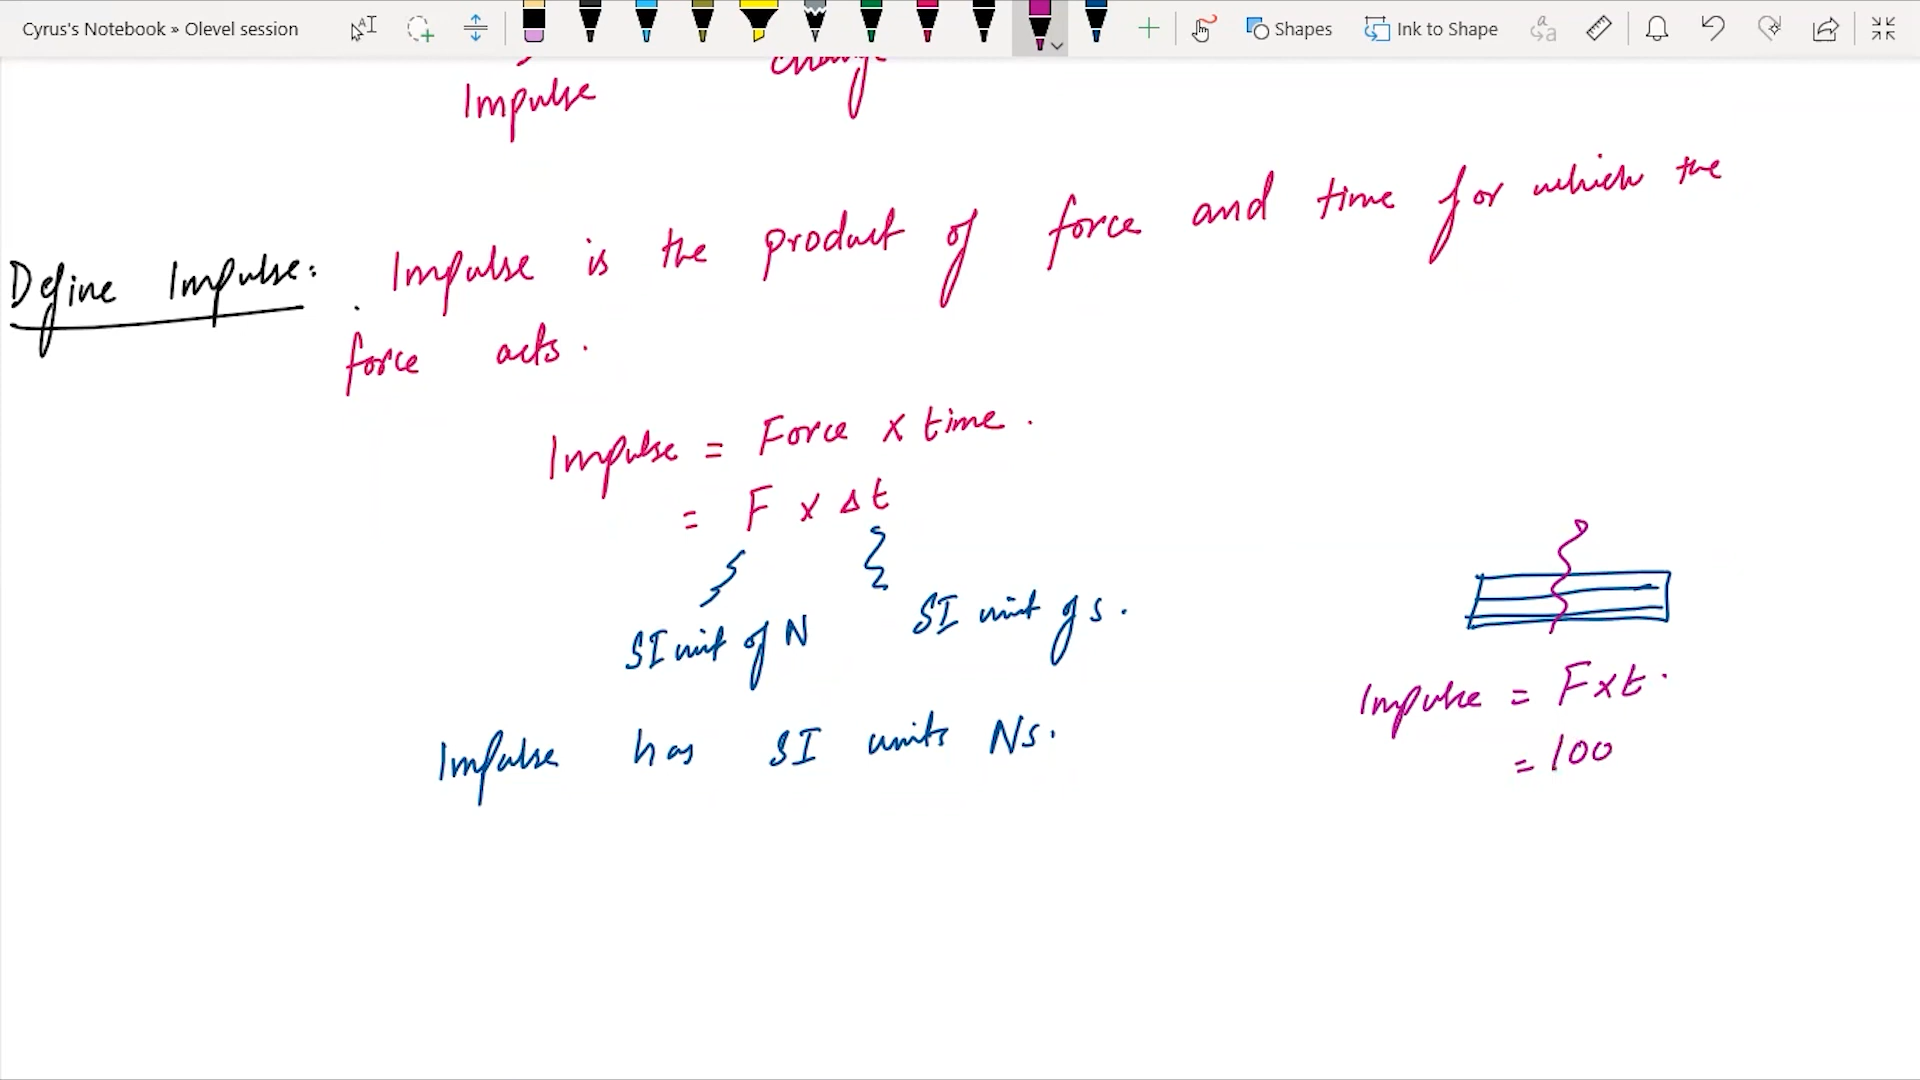 Cyrus's Notebook » Olevel session
Shapes
Ink to Shape
change
Impulse
Define Impulse: Impulse is the product of force and time for which the
force acts.
Impulse = Force x time.
= F x Δt
SI unit of N
SI unit of s.
Impulse has SI units Ns.
Impulse = Fxt.
= 100